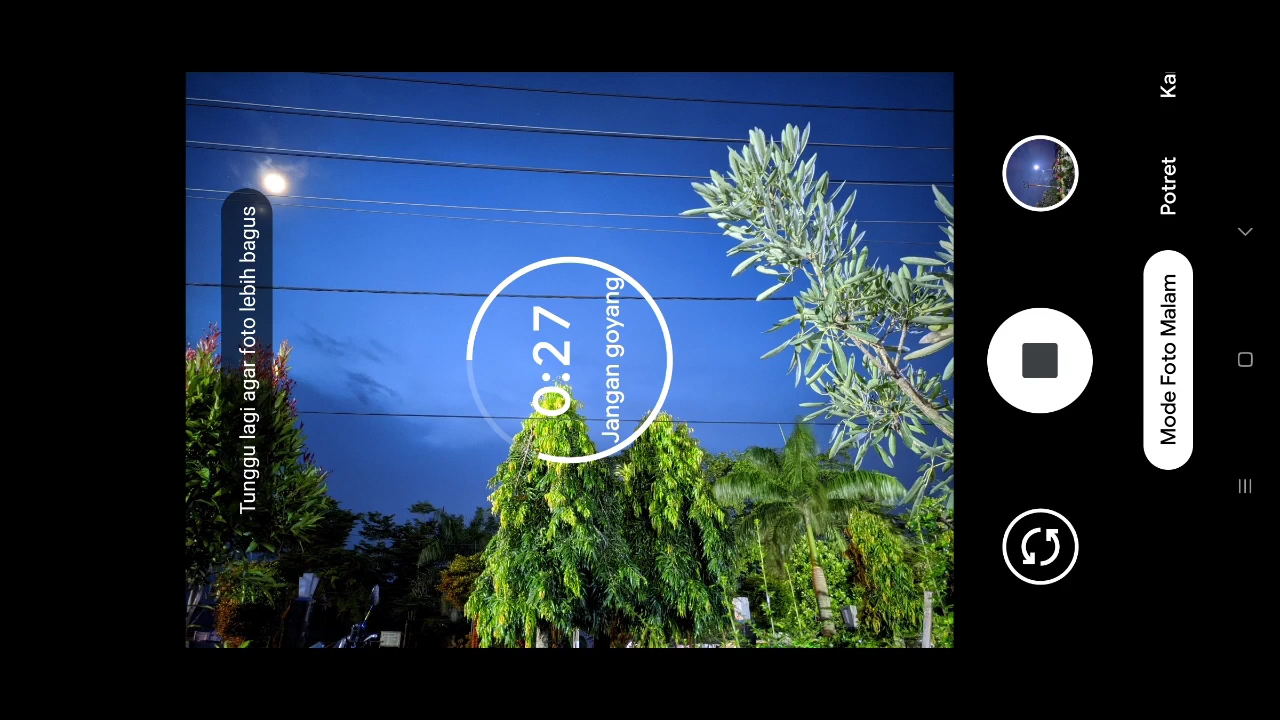 Tunggu lagi agar foto lebih bagus
0:27
Jangan goyang
Ka
Potret
Mode Foto Malam